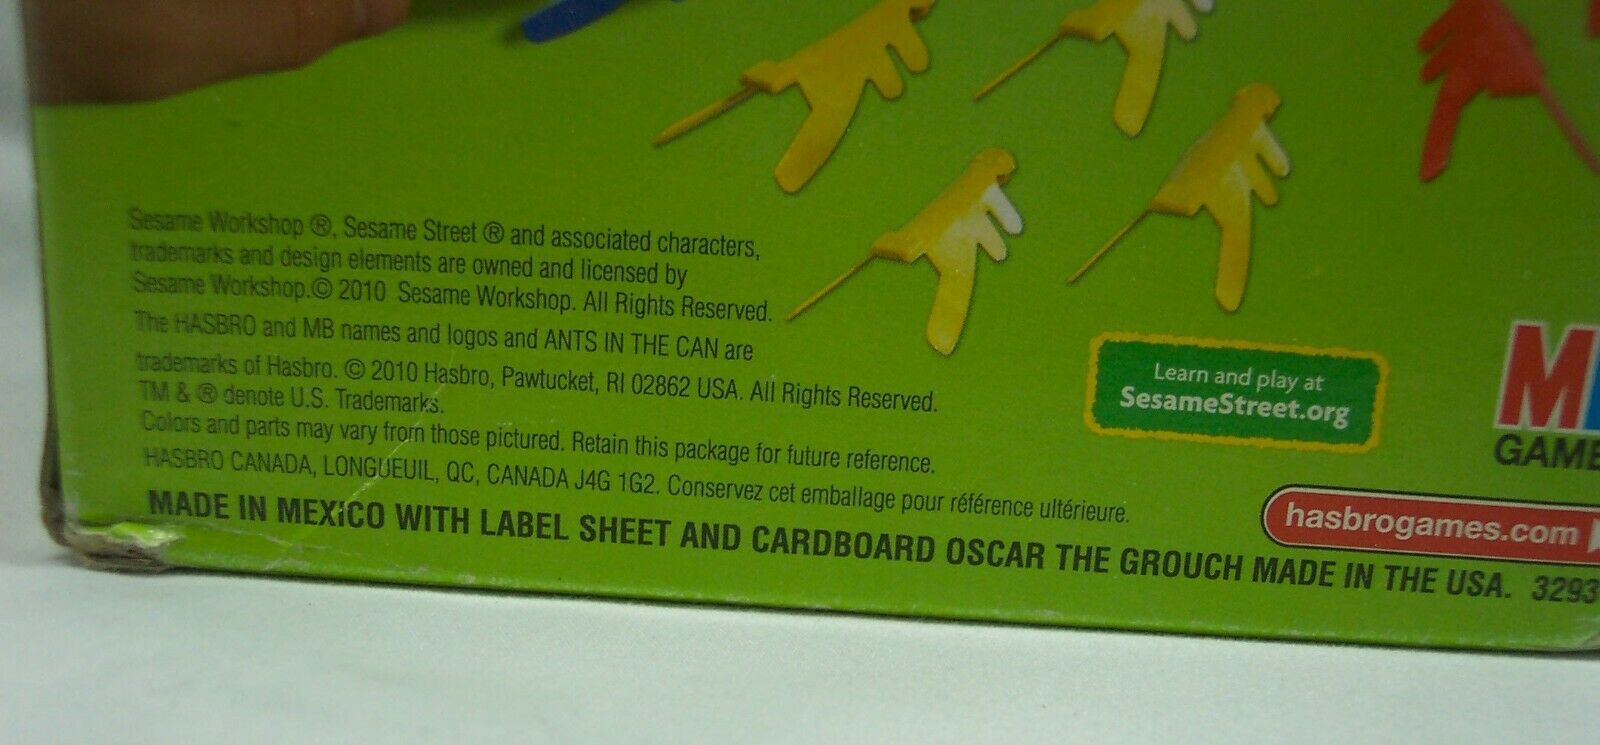 Sesame Workshop ®, Sesame Street ® and associated characters,
trademarks and design elements are owned and licensed by
Sesame Workshop.© 2010 Sesame Workshop. All Rights Reserved.
The HASBRO and MB names and logos and ANTS IN THE CAN are
trademarks of Hasbro. © 2010 Hasbro, Pawtucket, RI 02862 USA. All Rights Reserved.
TM & ® denote U.S. Trademarks.
Colors and parts may vary from those pictured. Retain this package for future reference.
HASBRO CANADA, LONGUEUIL, QC, CANADA J4G 1G2. Conservez cet emballage pour référence ultérieure.
MADE IN MEXICO WITH LABEL SHEET AND CARDBOARD OSCAR THE GROUCH MADE IN THE USA. 3293
Learn and play at
SesameStreet.org
M
GAME
hasbrogames.com